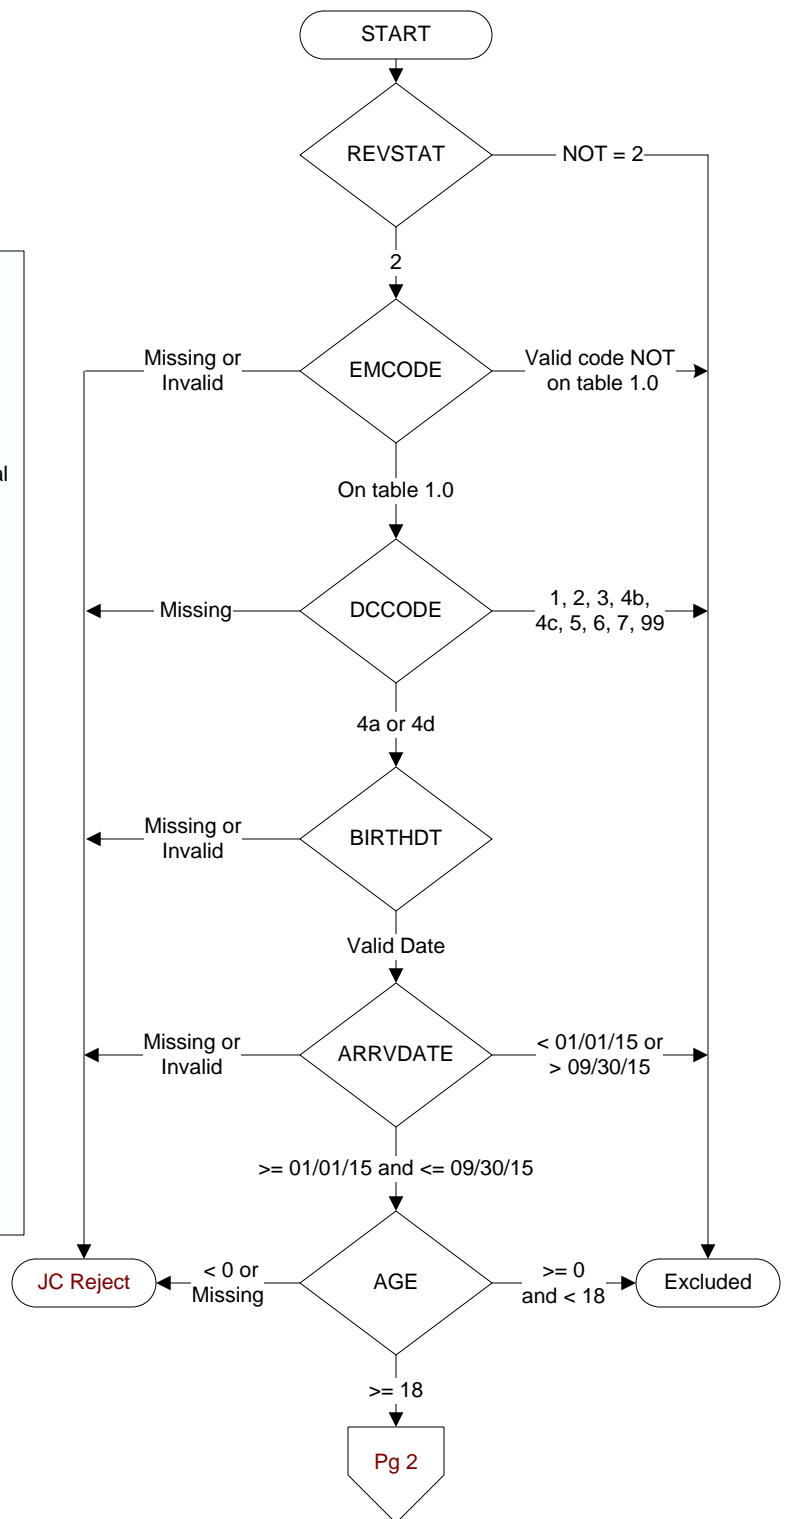 START
REVSTAT
NOT = 2
2
Missing or
Invalid
EMCODE
Valid code NOT
on table 1.0
al
On table 1.0
Missing
DCCODE
1, 2, 3, 4b,
4c, 5, 6, 7, 99
4a or 4d
Missing or
Invalid
BIRTHDT
Valid Date
Missing or
Invalid
ARRVDATE
< 01/01/15 or
> 09/30/15
>= 01/01/15 and <= 09/30/15
JC Reject
< 0 or
Missing
AGE
>= 0
and < 18
Excluded
>= 18
Pg 2